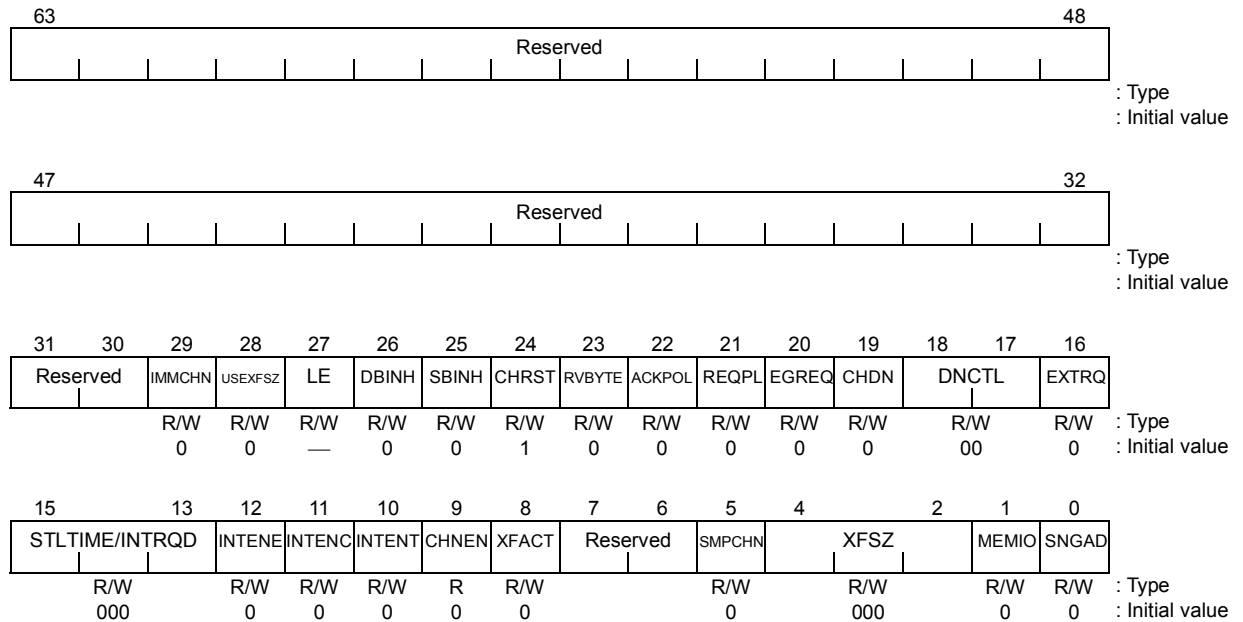 63 48
Reserved
: Type
: Initial value
47 32
Reserved
: Type
: Initial value
31 30 29 28 27 26 25 24 23 22 21 20 19 18 17 16
Reserved IMMCHN USEXFSZ LE DBINH SBINH CHRST RVBYTE ACKPOL REQPL EGREQ CHDN DNCTL EXTRQ
R/W R/W R/W R/W R/W R/W R/W R/W R/W R/W R/W R/W R/W : Type
0 0 — 0 0 1 0 0 0 0 0 00 0 : Initial value
15 13 12 11 10 9 8 7 6 5 4 2 1 0
STLTIME/INTRQD INTENE INTENC INTENT CHNEN XFACT Reserved SMPCHN XFSZ MEMIO SNGAD
R/W R/W R/W R/W R R/W R/W R/W R/W R/W : Type
000 0 0 0 0 0 0 000 0 0 : Initial value